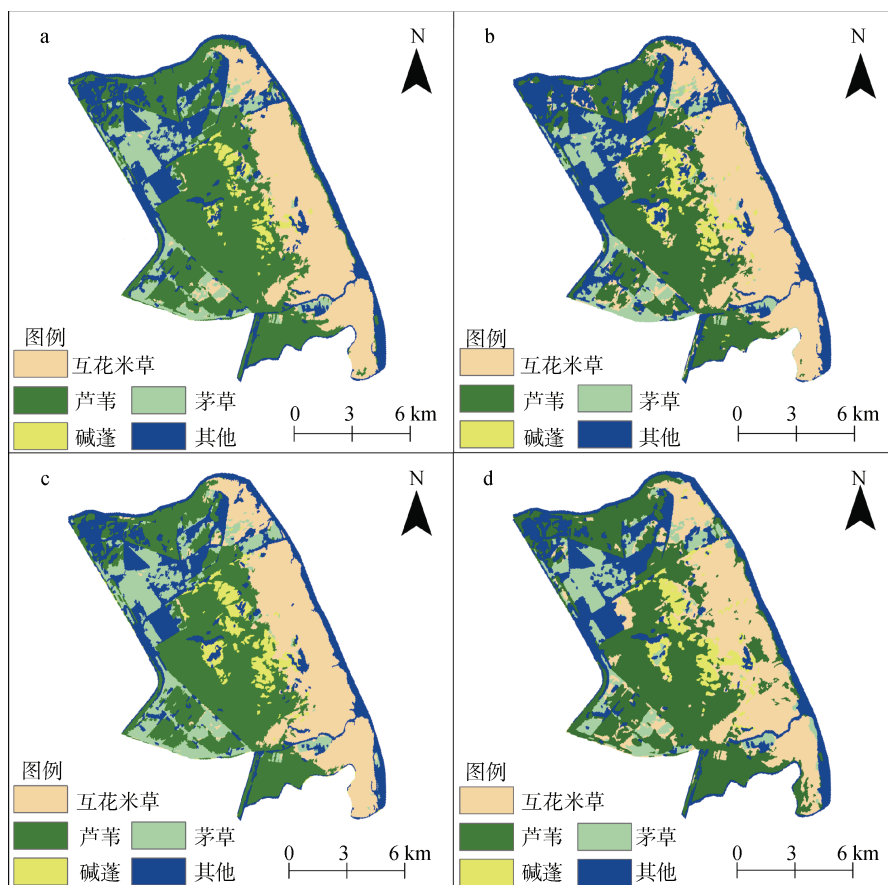 a
N
图例
互花米草
芦苇 茅草
碱蓬 其他
0 3 6 km
b
N
图例
互花米草
芦苇 茅草
碱蓬 其他
0 3 6 km
c
N
图例
互花米草
芦苇 茅草
碱蓬 其他
0 3 6 km
d
N
图例
互花米草
芦苇 茅草
碱蓬 其他
0 3 6 km